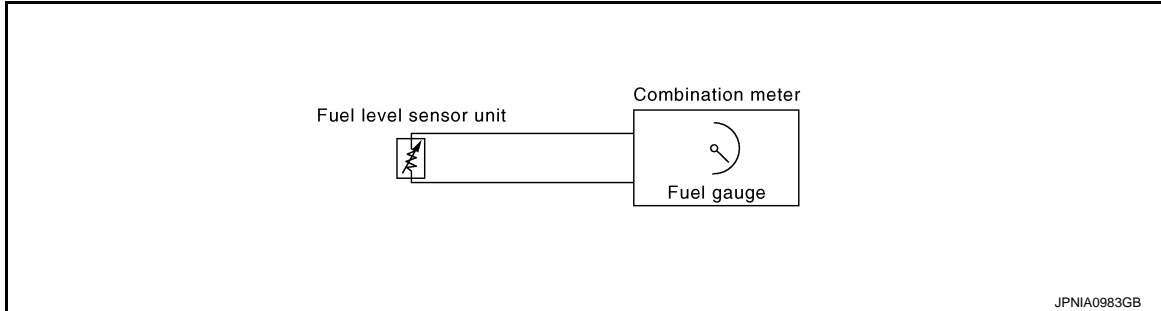 Combination meter
Fuel level sensor unit
Fuel gauge
JPNIA0983GB